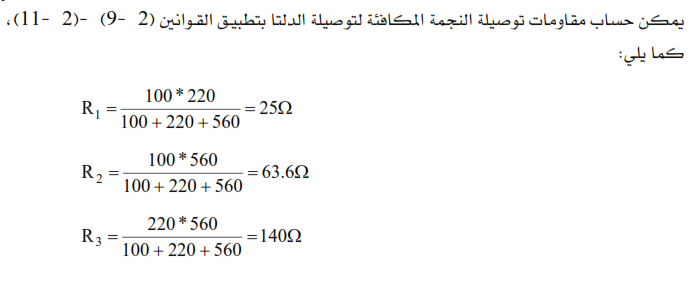 يمكن حساب مقاومات توصيلة النجمة المكافئة لتوصيلة الدلتا بتطبيق القوانين (2 -9) -(2 -11)،
كما يلي:
R₁ = 100 * 220 / 100 + 220 + 560 = 25Ω
R₂ = 100 * 560 / 100 + 220 + 560 = 63.6Ω
R₃ = 220 * 560 / 100 + 220 + 560 = 140Ω